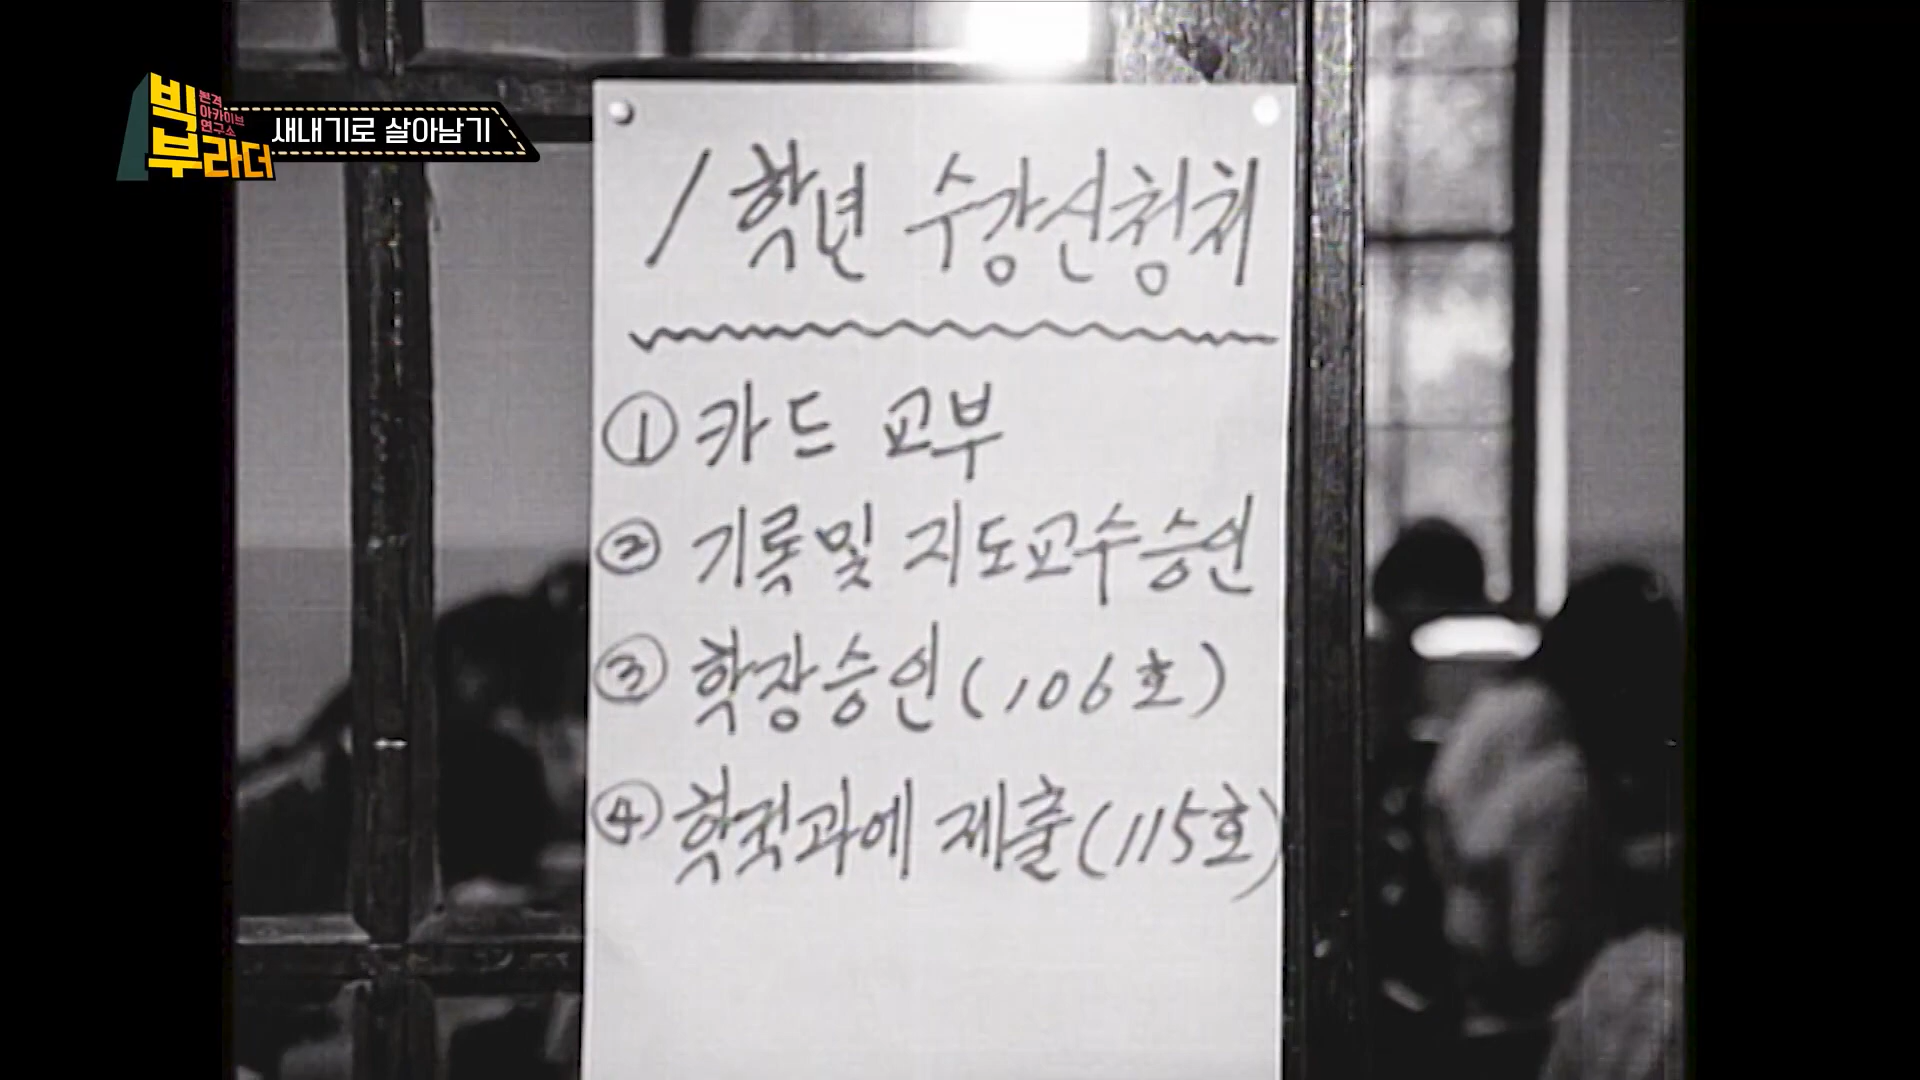 빅
부라더
본격
아카이브
연구소
새내기로 살아남기
1학년 수강신청처
① 카드 교부
② 기록및 지도교수승인
③ 학장승인(106호)
④ 학적과에 제출(115호)